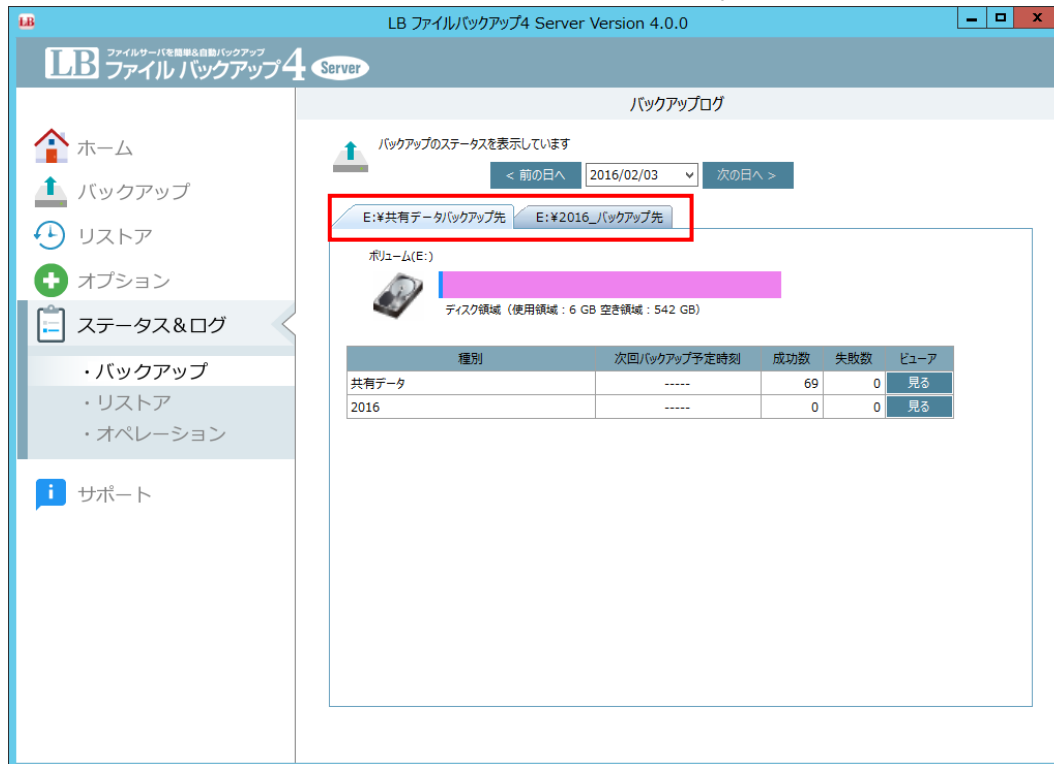 LB LB ファイルバックアップ4 Server Version 4.0.0
LB ファイルサーバを簡単&自動バックアップ
ファイル バックアップ4 Server
バックアップログ
ホーム
バックアップ
リストア
オプション
ステータス&ログ
・バックアップ
・リストア
・オペレーション
サポート
バックアップのステータスを表示しています
< 前の日へ 2016/02/03 次の日へ >
E:¥共有データバックアップ先 E:¥2016_バックアップ先
ボリューム(E:)
ディスク領域(使用領域:6 GB 空き領域:542 GB)
種別 次回バックアップ予定時刻 成功数 失敗数 ビューア
共有データ ----- 69 0 見る
2016 ----- 0 0 見る